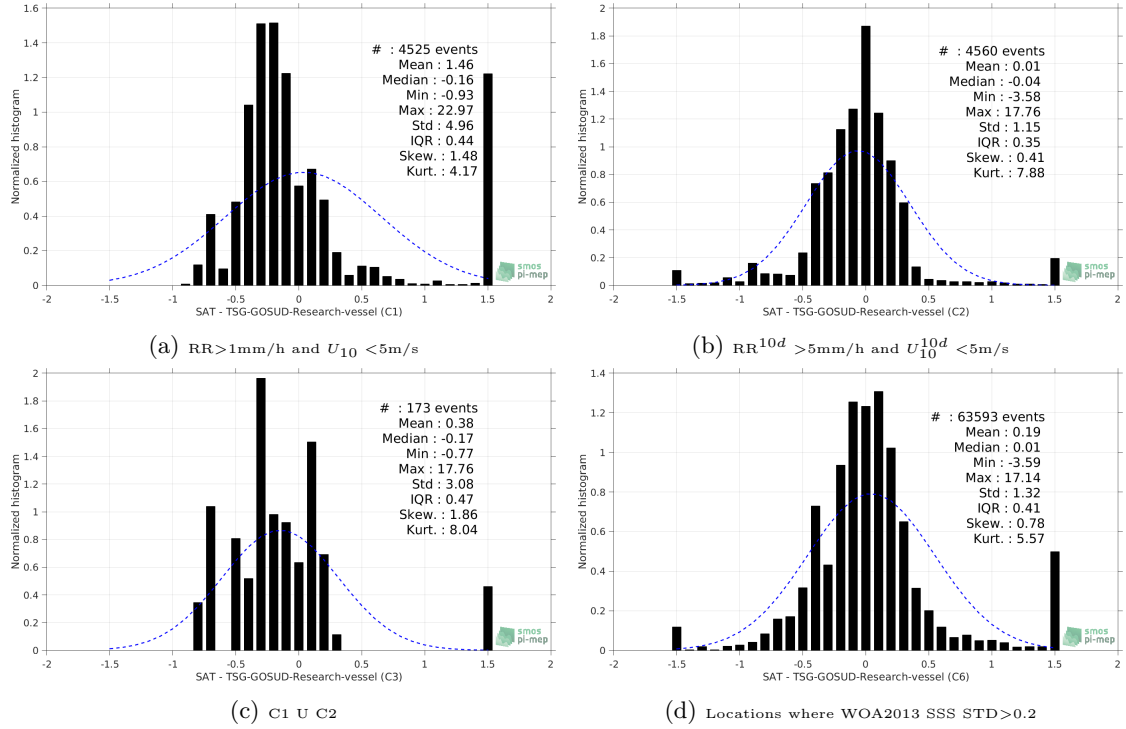 1.6
1.4
1.2
1
0.8
0.6
0.4
0.2
0
Normalized histogram
# : 4525 events
Mean : 1.46
Median : -0.16
Min : -0.93
Max : 22.97
Std : 4.96
IQR : 0.44
Skew. : 1.48
Kurt. : 4.17
smos
pi-mep
-2 -1.5 -1 -0.5 0 0.5 1 1.5 2
SAT - TSG-GOSUD-Research-vessel (C1)
(a) RR>1mm/h and U10 <5m/s
2
1.8
1.6
1.4
1.2
1
0.8
0.6
0.4
0.2
0
Normalized histogram
# : 4560 events
Mean : 0.01
Median : -0.04
Min : -3.58
Max : 17.76
Std : 1.15
IQR : 0.35
Skew. : 0.41
Kurt. : 7.88
smos
pi-mep
-2 -1.5 -1 -0.5 0 0.5 1 1.5 2
SAT - TSG-GOSUD-Research-vessel (C2)
(b) RR10d >5mm/h and U10d10 <5m/s
2
1.8
1.6
1.4
1.2
1
0.8
0.6
0.4
0.2
0
Normalized histogram
# : 173 events
Mean : 0.38
Median : -0.17
Min : -0.77
Max : 17.76
Std : 3.08
IQR : 0.47
Skew. : 1.86
Kurt. : 8.04
smos
pi-mep
-2 -1.5 -1 -0.5 0 0.5 1 1.5 2
SAT - TSG-GOSUD-Research-vessel (C3)
(c) C1 U C2
1.4
1.2
1
0.8
0.6
0.4
0.2
0
Normalized histogram
# : 63593 events
Mean : 0.19
Median : 0.01
Min : -3.59
Max : 17.14
Std : 1.32
IQR : 0.41
Skew. : 0.78
Kurt. : 5.57
smos
pi-mep
-2 -1.5 -1 -0.5 0 0.5 1 1.5 2
SAT - TSG-GOSUD-Research-vessel (C6)
(d) Locations where WOA2013 SSS STD>0.2